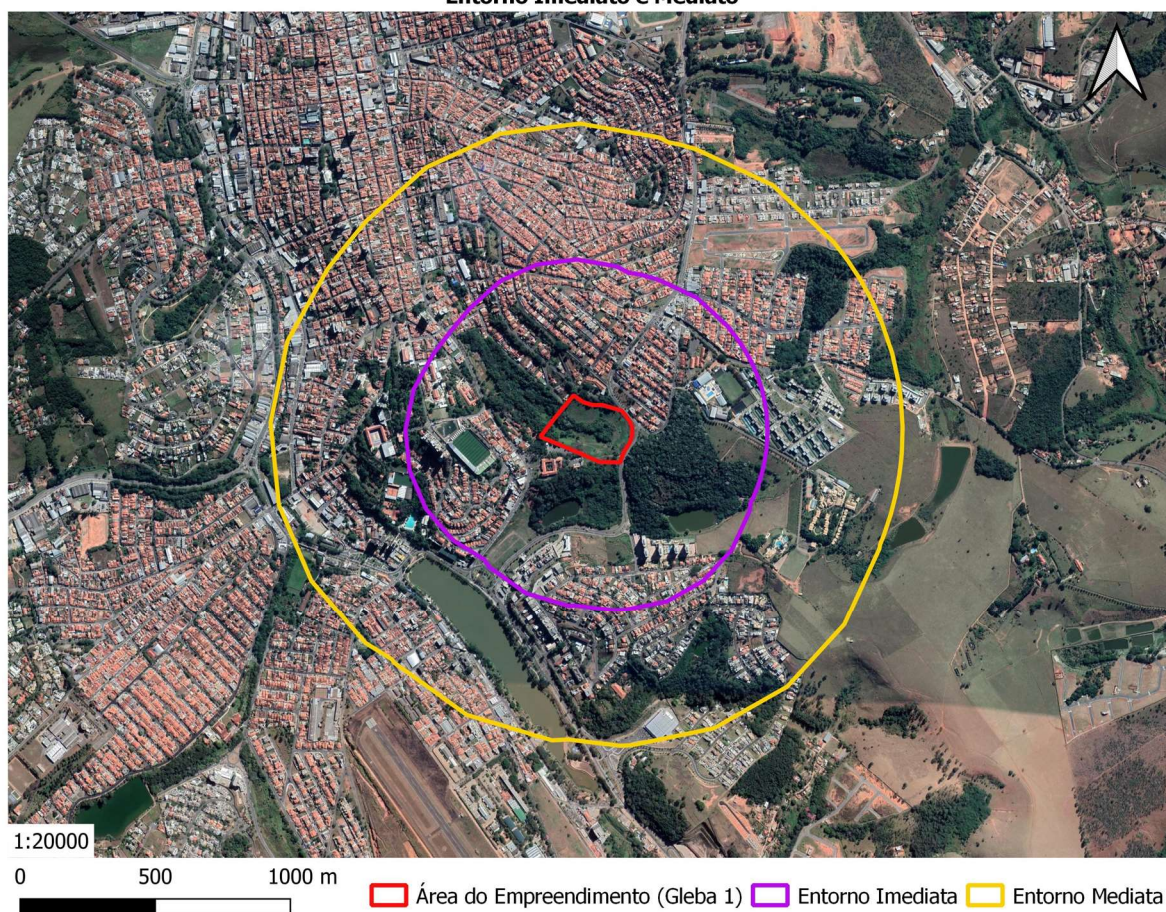 Entorno Imediato e Mediato
1:20000
0 500 1000 m
Área do Empreendimento (Gleba 1) Entorno Imediata Entorno Mediata